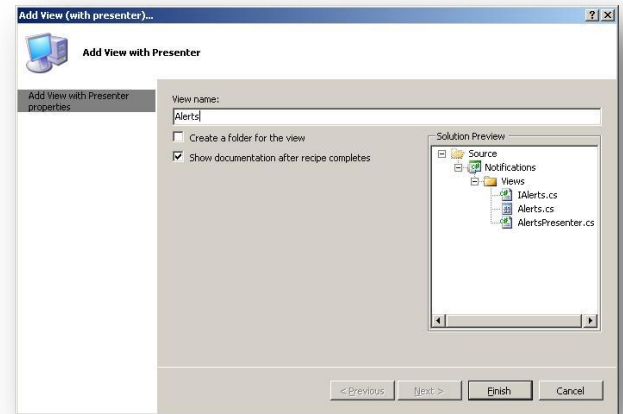 Add View (with presenter)...
Add View with Presenter
Add View with Presenter
properties
View name:
Alerts
Create a folder for the view
Show documentation after recipe completes
Solution Preview
Source
Notifications
Views
IAlerts.cs
Alerts.cs
AlertsPresenter.cs
< Previous
Next >
Finish
Cancel